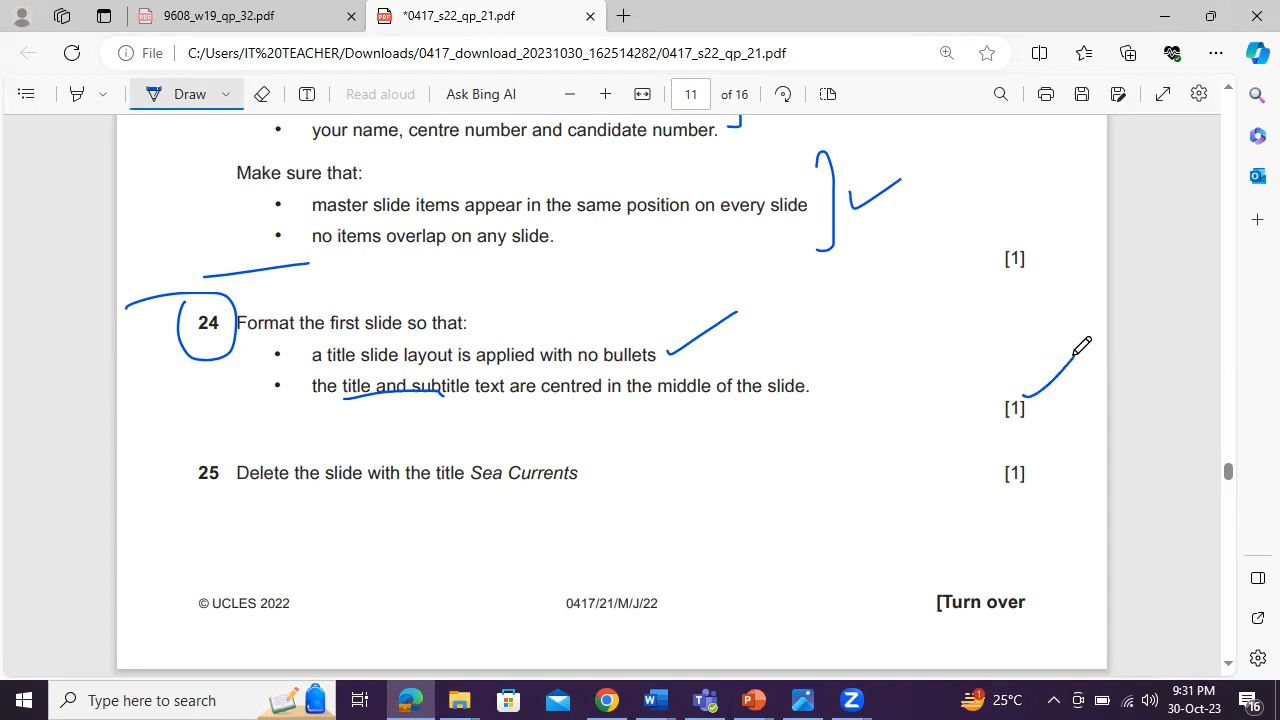 9608_w19_qp_32.pdf
*0417_s22_qp_21.pdf
File C:/Users/IT%20TEACHER/Downloads/0417_download_20231030_162514282/0417_s22_qp_21.pdf
Draw Read aloud Ask Bing AI 11 of 16
• your name, centre number and candidate number.
Make sure that:
• master slide items appear in the same position on every slide
• no items overlap on any slide.
[1]
24 Format the first slide so that:
• a title slide layout is applied with no bullets
• the title and subtitle text are centred in the middle of the slide.
[1]
25 Delete the slide with the title Sea Currents [1]
© UCLES 2022 0417/21/M/J/22 [Turn over
Type here to search 1 25°C 9:31 PM
30-Oct-23 16